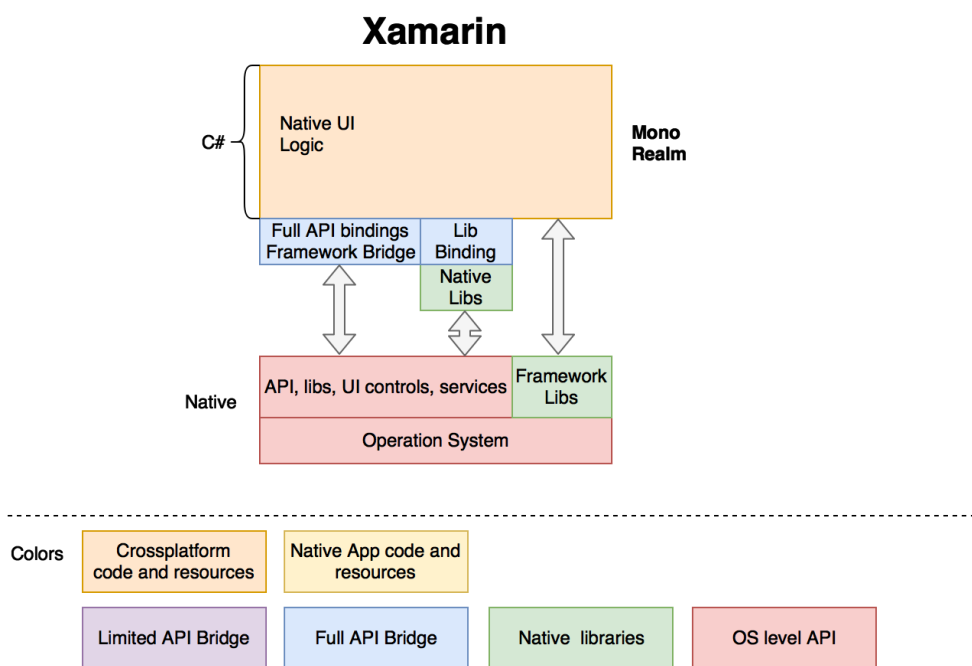 Xamarin
Native UI
Logic
C#
Mono
Realm
Full API bindings
Framework Bridge
Lib
Binding
Native
Libs
API, libs, UI controls, services
Framework
Libs
Native
Operation System
Colors
Crossplatform
code and resources
Native App code and
resources
Limited API Bridge
Full API Bridge
Native libraries
OS level API